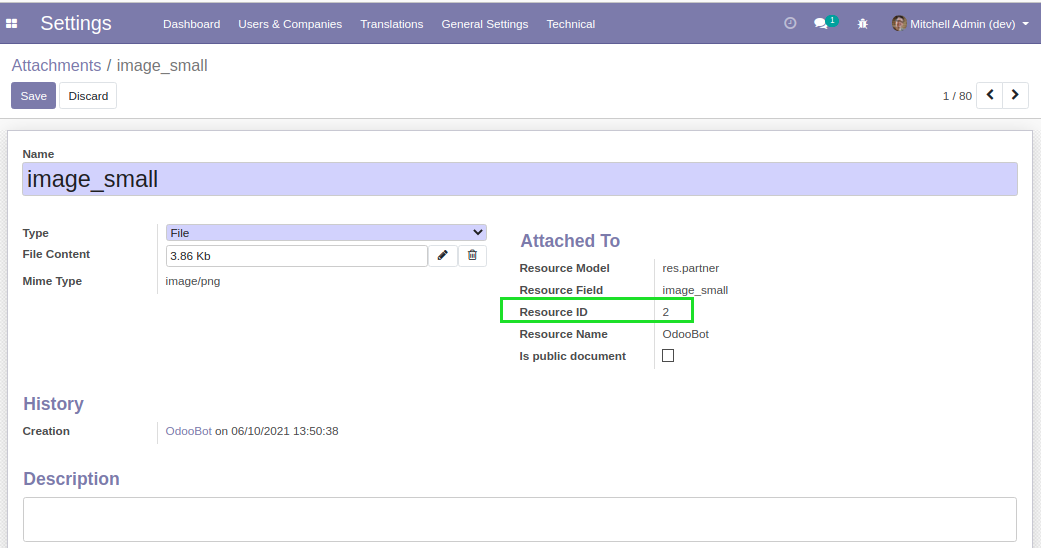 Settings Dashboard Users & Companies Translations General Settings Technical 1 Mitchell Admin (dev)
Attachments / image_small
Save Discard 1 / 80
Name
image_small
Type File
File Content 3.86 Kb
Mime Type image/png
Attached To
Resource Model res.partner
Resource Field image_small
Resource ID 2
Resource Name OdooBot
Is public document
History
Creation OdooBot on 06/10/2021 13:50:38
Description